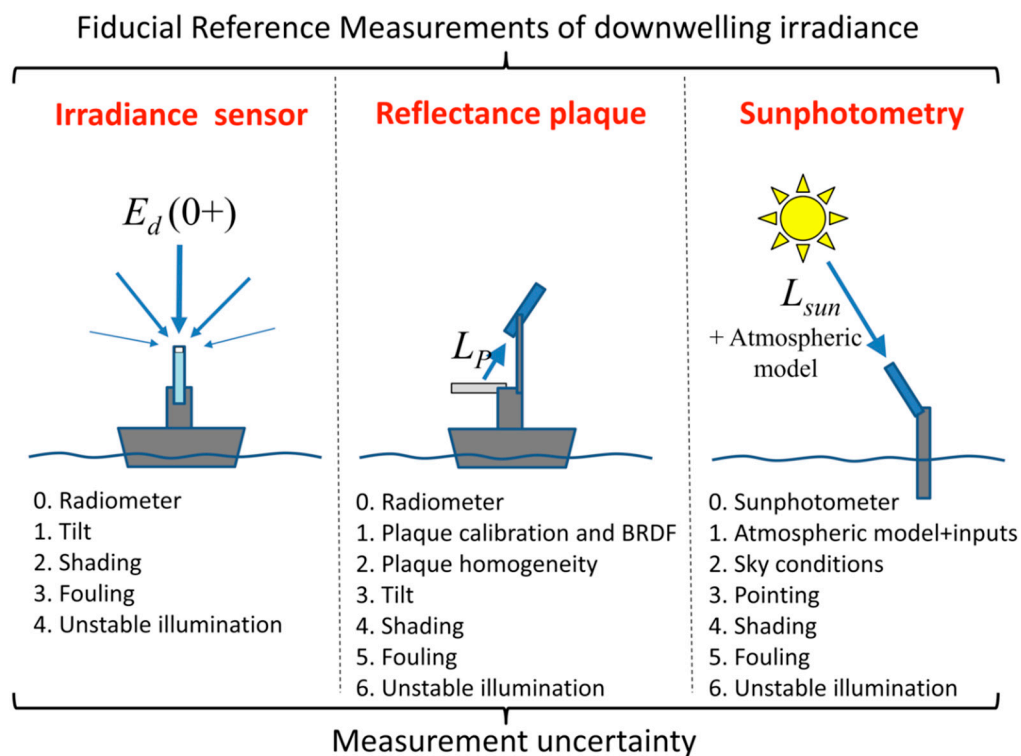 Fiducial Reference Measurements of downwelling irradiance
Irradiance sensor
E_d(0+)
0. Radiometer
1. Tilt
2. Shading
3. Fouling
4. Unstable illumination
Reflectance plaque
L_P
0. Radiometer
1. Plaque calibration and BRDF
2. Plaque homogeneity
3. Tilt
4. Shading
5. Fouling
6. Unstable illumination
Sunphotometry
L_sun
+ Atmospheric
model
0. Sunphotometer
1. Atmospheric model+inputs
2. Sky conditions
3. Pointing
4. Shading
5. Fouling
6. Unstable illumination
Measurement uncertainty